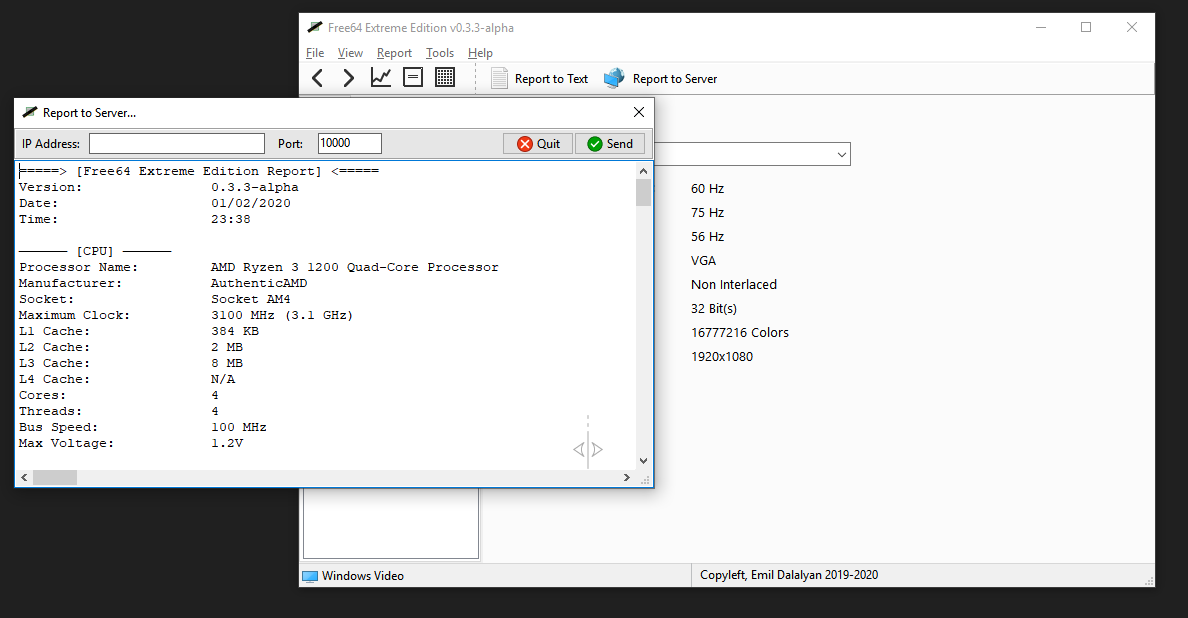 Free64 Extreme Edition v0.3.3-alpha
File View Report Tools Help
Report to Text Report to Server
Report to Server...
IP Address: Port: 10000 Quit Send
=====> [Free64 Extreme Edition Report] <=====
Version: 0.3.3-alpha
Date: 01/02/2020
Time: 23:38
—————— [CPU] ——————
Processor Name: AMD Ryzen 3 1200 Quad-Core Processor
Manufacturer: AuthenticAMD
Socket: Socket AM4
Maximum Clock: 3100 MHz (3.1 GHz)
L1 Cache: 384 KB
L2 Cache: 2 MB
L3 Cache: 8 MB
L4 Cache: N/A
Cores: 4
Threads: 4
Bus Speed: 100 MHz
Max Voltage: 1.2V
60 Hz
75 Hz
56 Hz
VGA
Non Interlaced
32 Bit(s)
16777216 Colors
1920x1080
Windows Video
Copyleft, Emil Dalalyan 2019-2020